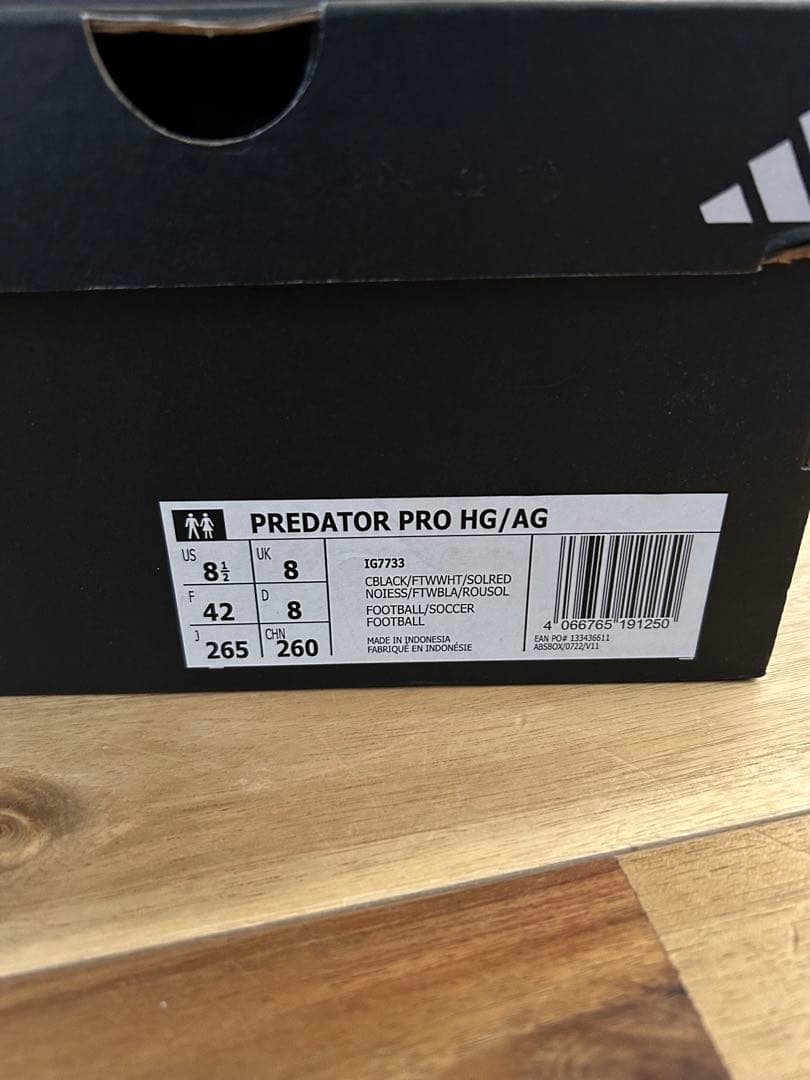 PREDATOR PRO HG/AG
US 8½ UK 8
F 42 D 8
J 265 CHN 260
IG7733
CBLACK/FTWWHT/SOLRED
NOIESS/FTWBLA/ROUSOL
FOOTBALL/SOCCER
FOOTBALL
MADE IN INDONESIA
FABRIQUÉ EN INDONÉSIE
4 066765 191250
EAN PO# 133436611
ABSBOX/0722/V11